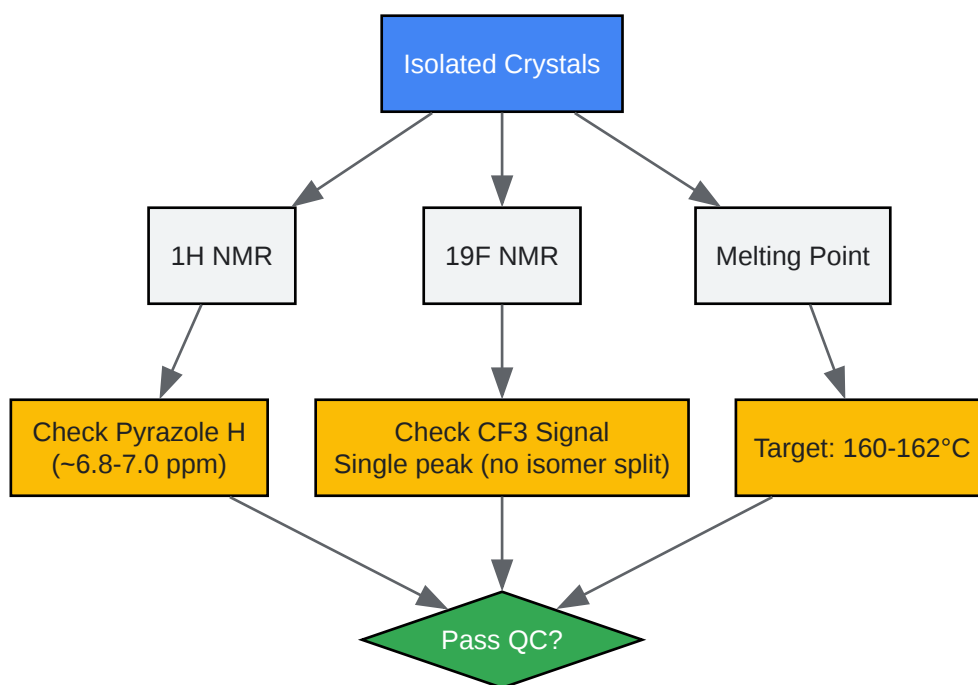 Isolated Crystals
1H NMR
19F NMR
Melting Point
Check Pyrazole H
(~6.8-7.0 ppm)
Check CF3 Signal
Single peak (no isomer split)
Target: 160-162°C
Pass QC?